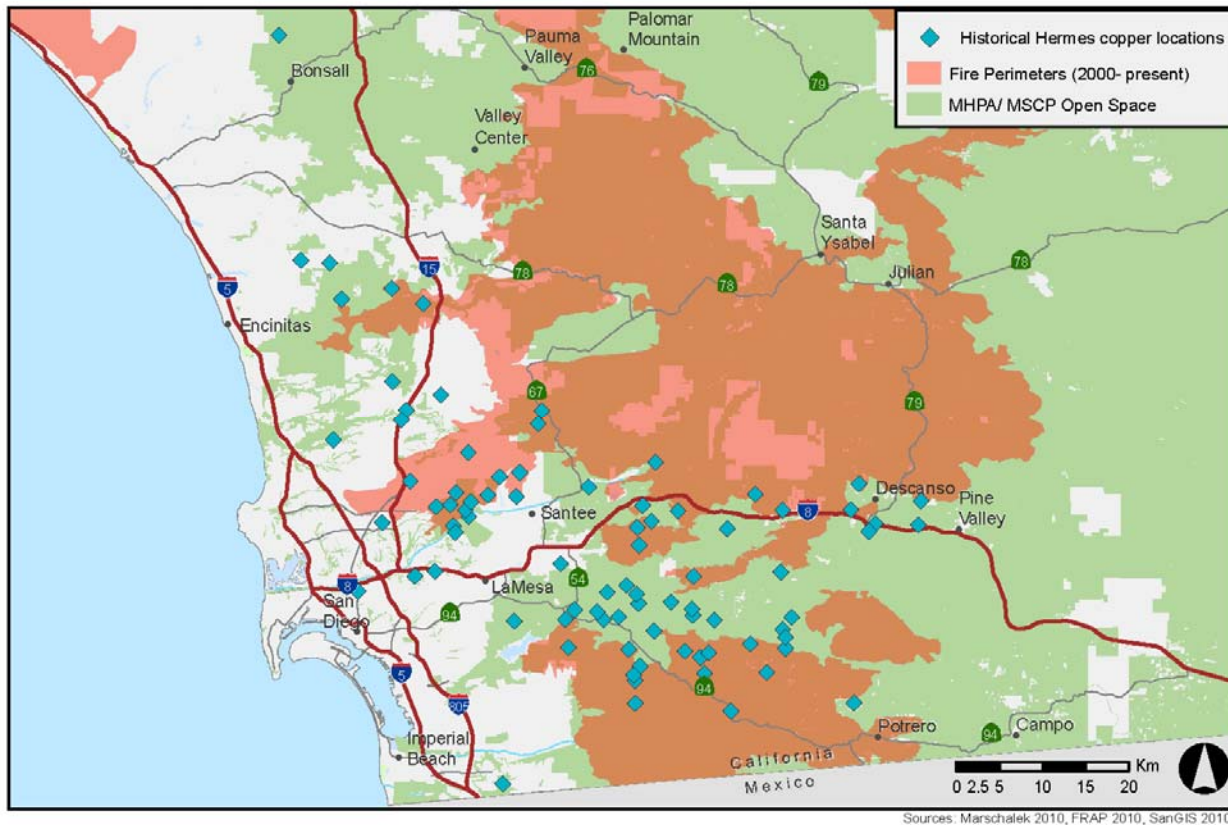 Historical Hermes copper locations
Fire Perimeters (2000- present)
MHPA/ MSCP Open Space
Palomar
Mountain
Pauma
Valley
Bonsall
76
79
Valley
Center
Santa
Ysabel
15
78
78
78
Julian
5
Encinitas
67
79
Descanso
Pine
Valley
8
Santee
8
LaMesa
54
San
Diego
94
5
94
805
Potrero
94
Campo
Imperial
Beach
California
Mexico
Km
0 2.5 5 10 15 20
Sources: Marschalek 2010, FRAP 2010, SanGIS 2010